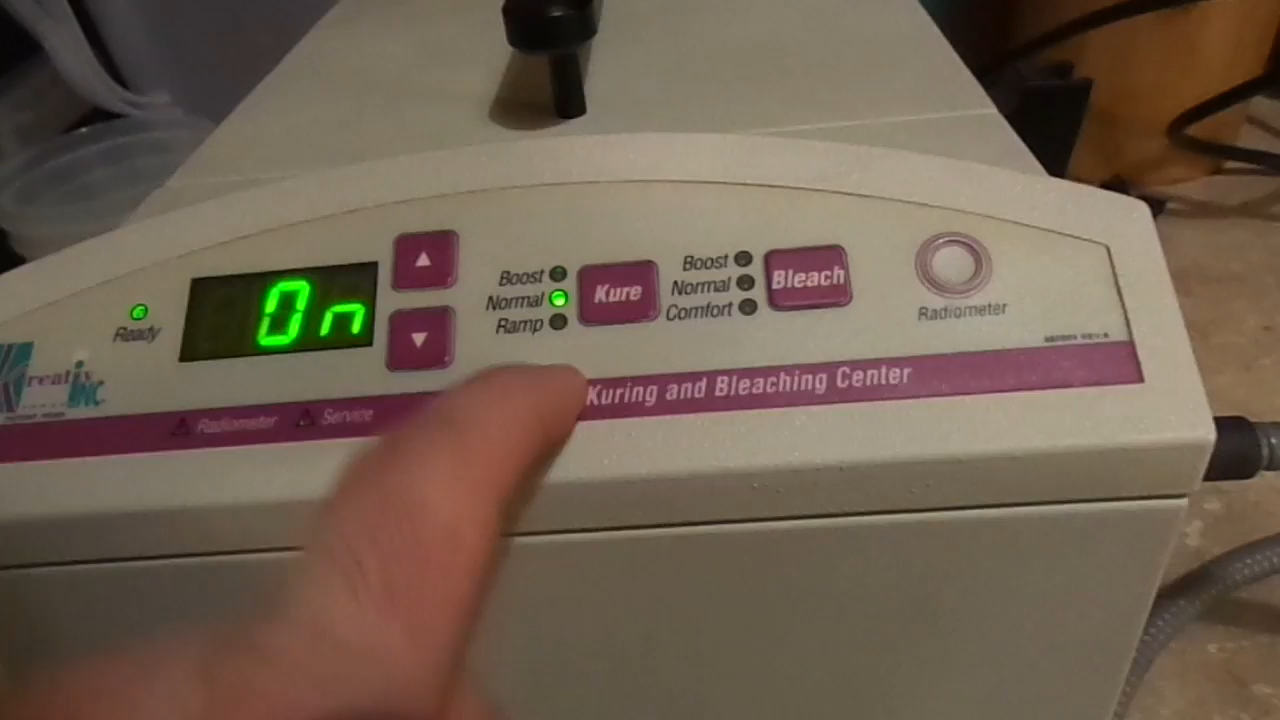 Ready
On
Boost
Normal
Ramp
Kure
Boost
Normal
Comfort
Bleach
Radiometer
Kreativ
INC
Radiometer
Service
Kuring and Bleaching Center